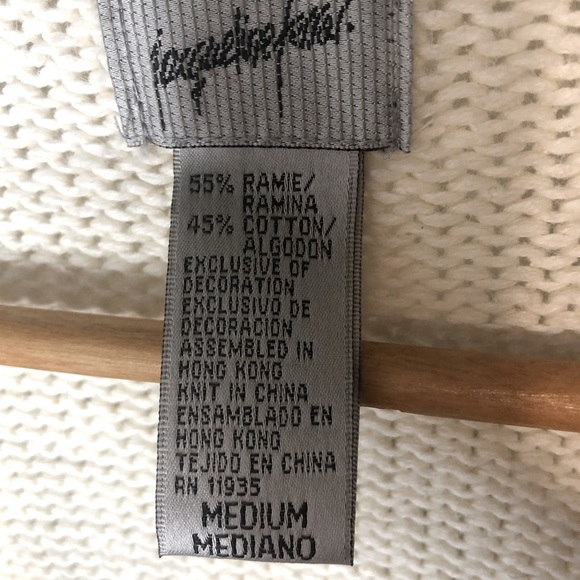 jacqueline ferrar.
55% RAMIE/
RAMINA
45% COTTON/
ALGODON
EXCLUSIVE OF
DECORATION
EXCLUSIVO DE
DECORACION
ASSEMBLED IN
HONG KONG
KNIT IN CHINA
ENSAMBLADO EN
HONG KONG
TEJIDO EN CHINA
RN 11935
MEDIUM
MEDIANO